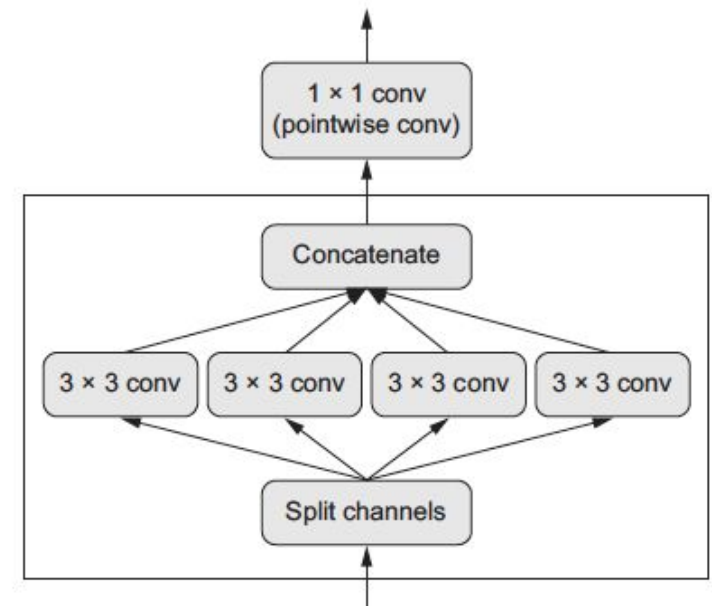 1 × 1 conv
(pointwise conv)
Concatenate
3 × 3 conv
3 × 3 conv
3 × 3 conv
3 × 3 conv
Split channels